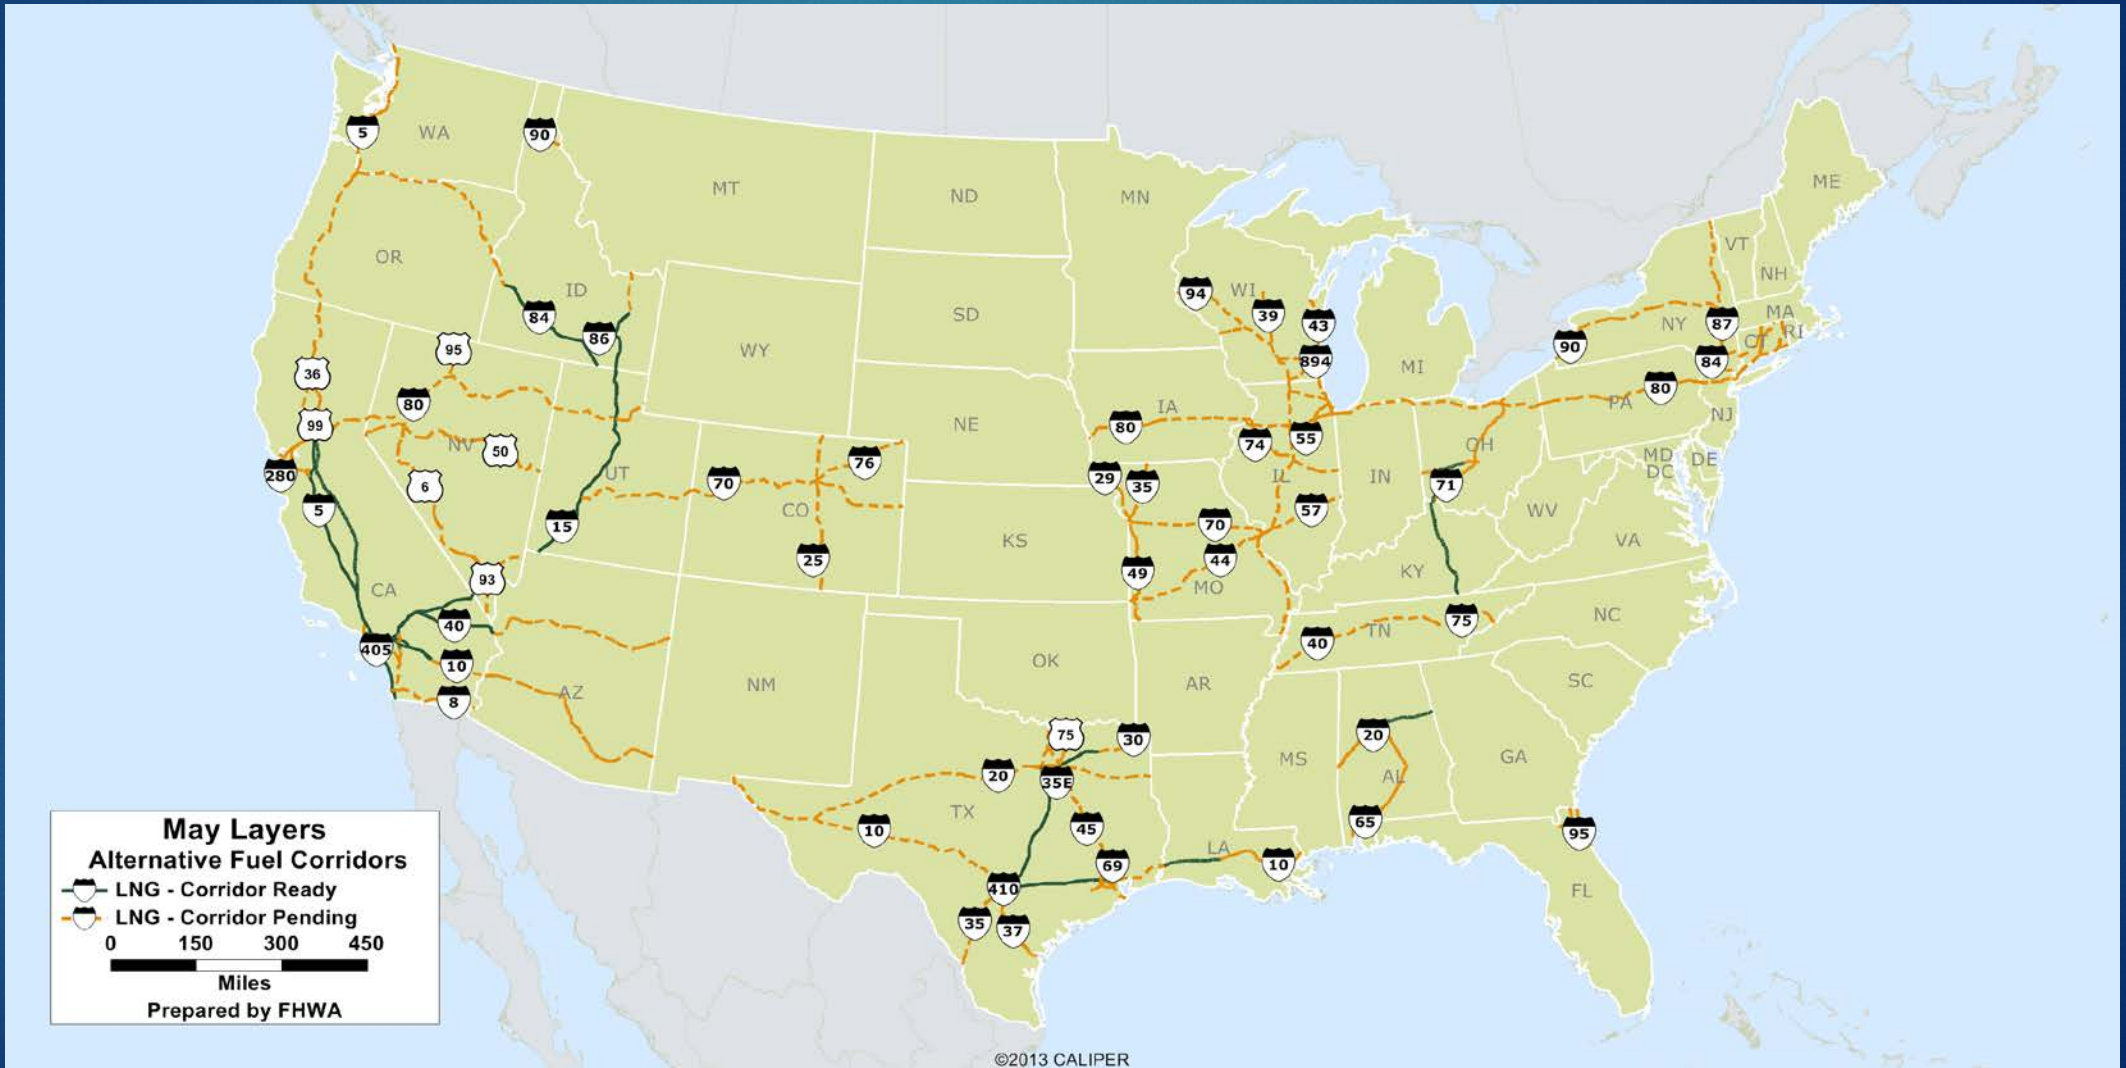 WA
5
90
MT
ND
MN
ME
OR
ID
84
86
WI
94
39
43
894
VT
NH
MA
RI
CT
NY
87
84
90
SD
WY
MI
95
36
80
99
NV
50
6
280
5
UT
15
70
76
CO
25
NE
IA
80
74
55
IL
IN
OH
71
PA
80
NJ
MD
DC
DE
29
35
70
57
44
49
MO
KS
KY
WV
VA
CA
93
40
405
10
8
AZ
NM
OK
AR
40
TN
75
NC
SC
75
30
20
35E
TX
10
45
69
410
35
37
LA
10
MS
20
AL
65
GA
95
FL
May Layers
Alternative Fuel Corridors
LNG - Corridor Ready
LNG - Corridor Pending
0 150 300 450
Miles
Prepared by FHWA
©2013 CALIPER